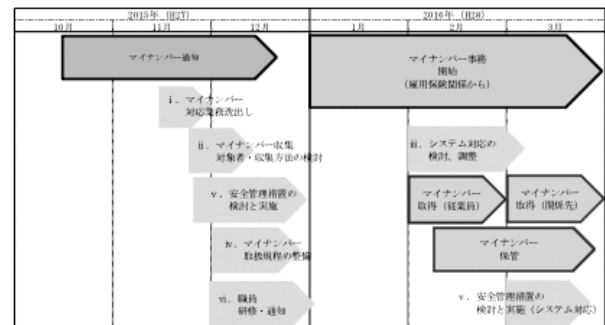 2015年（H27）
2016年（H28）
10月
11月
12月
1月
2月
3月
マイナンバー通知
マイナンバー事務
開始
（雇用保険関係から）
ⅰ．マイナンバー
対応業務洗出し
ⅱ．マイナンバー収集
対象者・収集方法の検討
ⅲ．システム対応の
検討、調整
ⅴ．安全管理措置の
検討と実施
マイナンバー
取得（従業員）
マイナンバー
取得（関係先）
ⅳ．マイナンバー
取扱規程の整備
マイナンバー
保管
ⅵ．職員
研修・通知
ⅴ．安全管理措置の
検討と実施（システム対応）